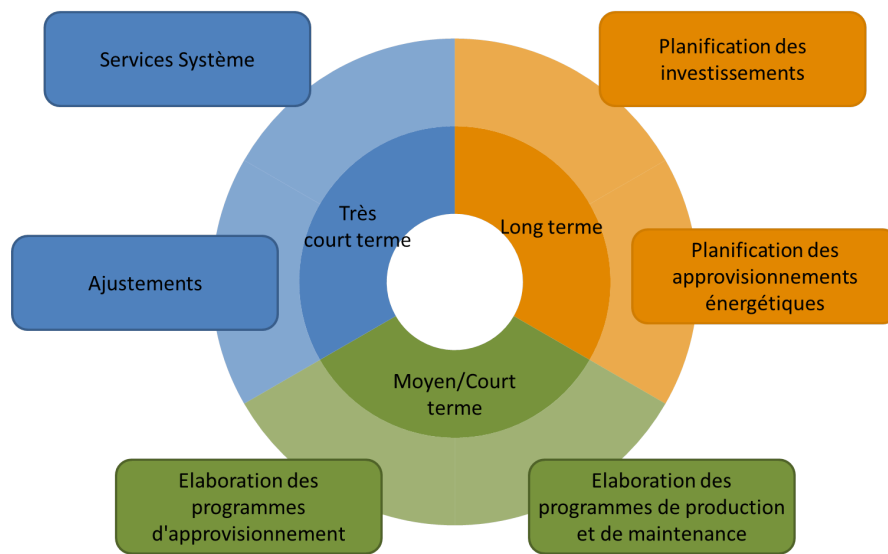 Services Système
Planification des
investissements
Très
court terme
Long terme
Ajustements
Planification des
approvisionnements
énergétiques
Moyen/Court
terme
Elaboration des
programmes
d'approvisionnement
Elaboration des
programmes de production
et de maintenance